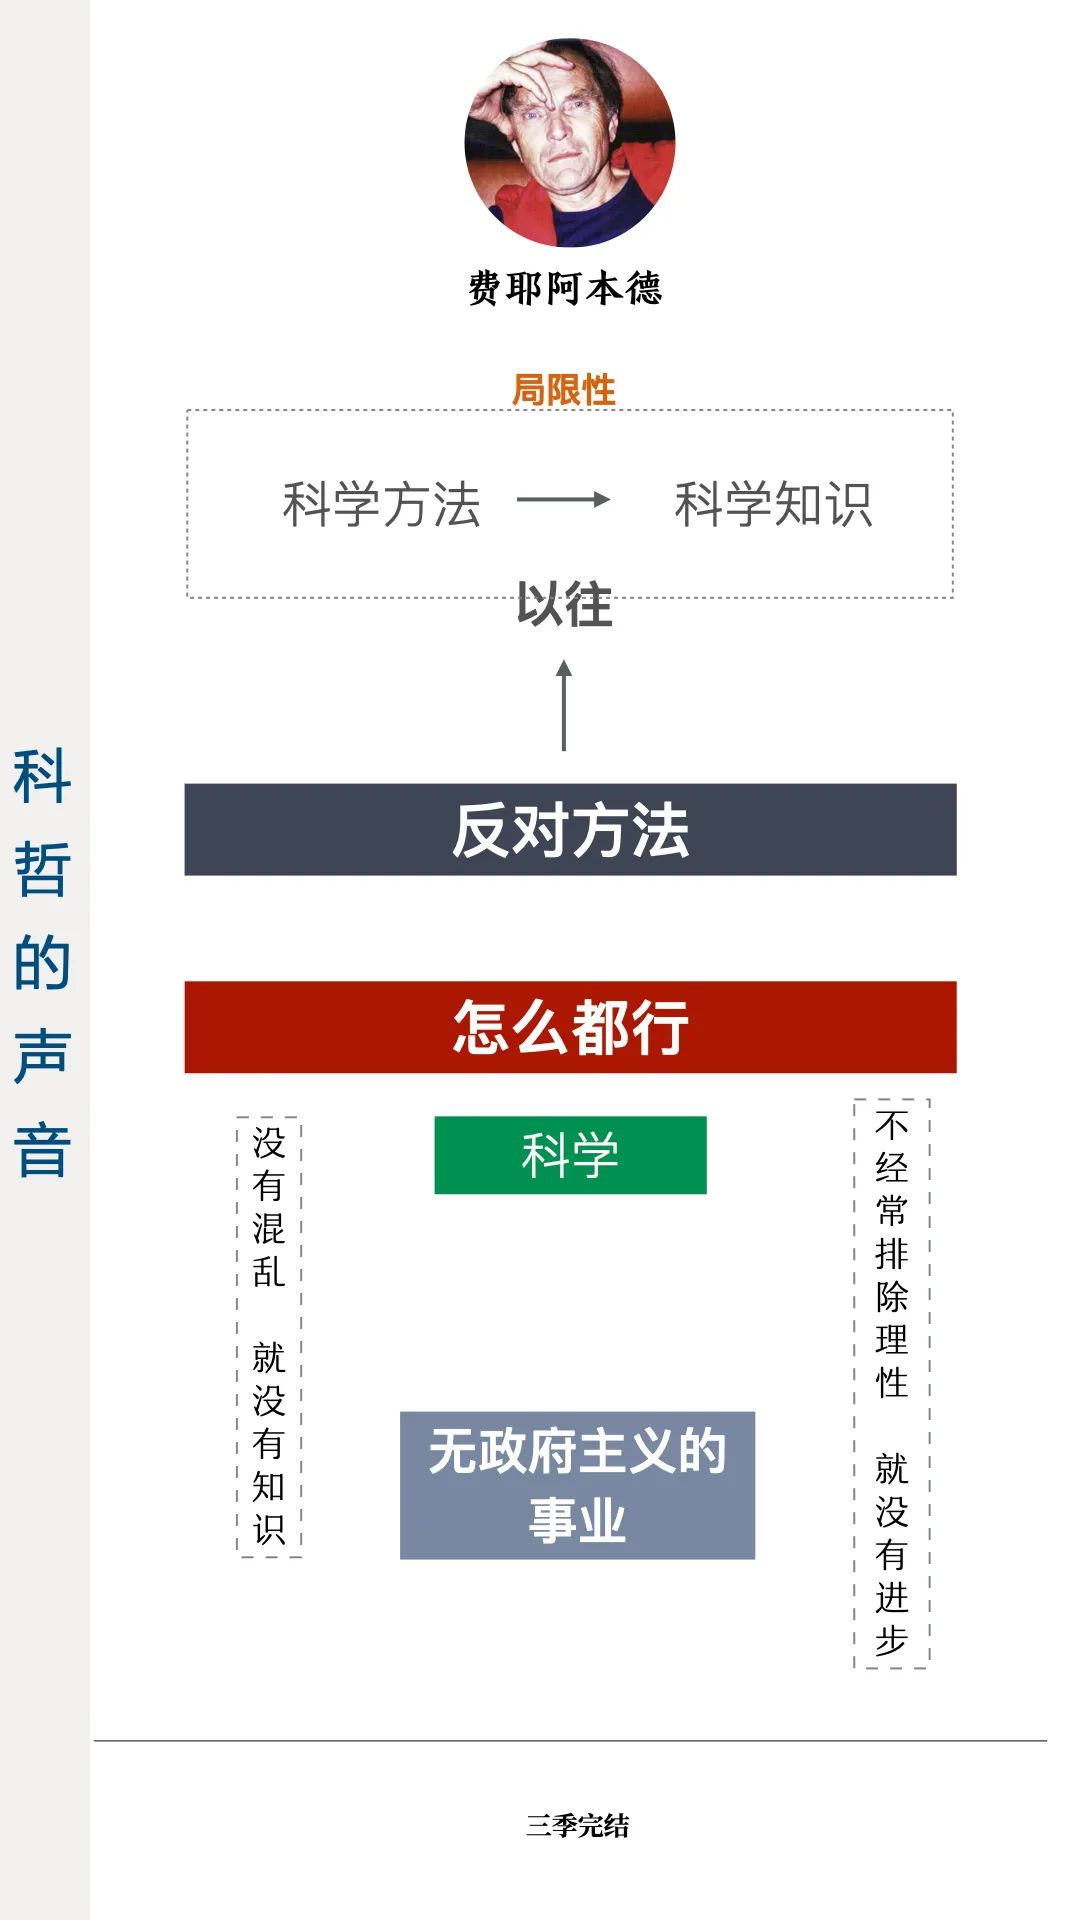 科哲的声音
费耶阿本德
局限性
科学方法 科学知识
以往
反对方法
怎么都行
科学
没有混乱 就没有知识
不经常排除理性 就没有进步
无政府主义的
事业
三季完结